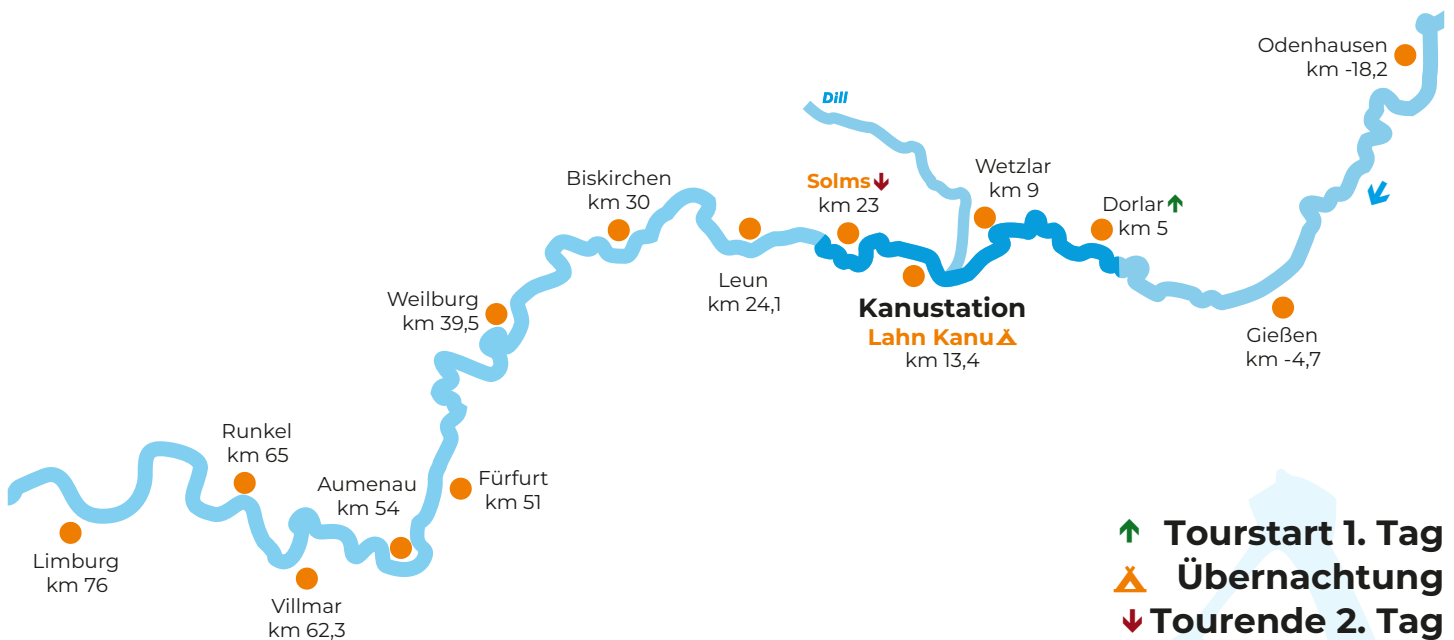 Odenhausen
km -18,2
Dill
Wetzlar
km 9
Biskirchen
km 30
Solms
km 23
Dorlar
km 5
Leun
km 24,1
Kanustation
Lahn Kanu
km 13,4
Weilburg
km 39,5
Gießen
km -4,7
Runkel
km 65
Aumenau
km 54
Fürfurt
km 51
Limburg
km 76
Villmar
km 62,3
Tourstart 1. Tag
Übernachtung
Tourende 2. Tag